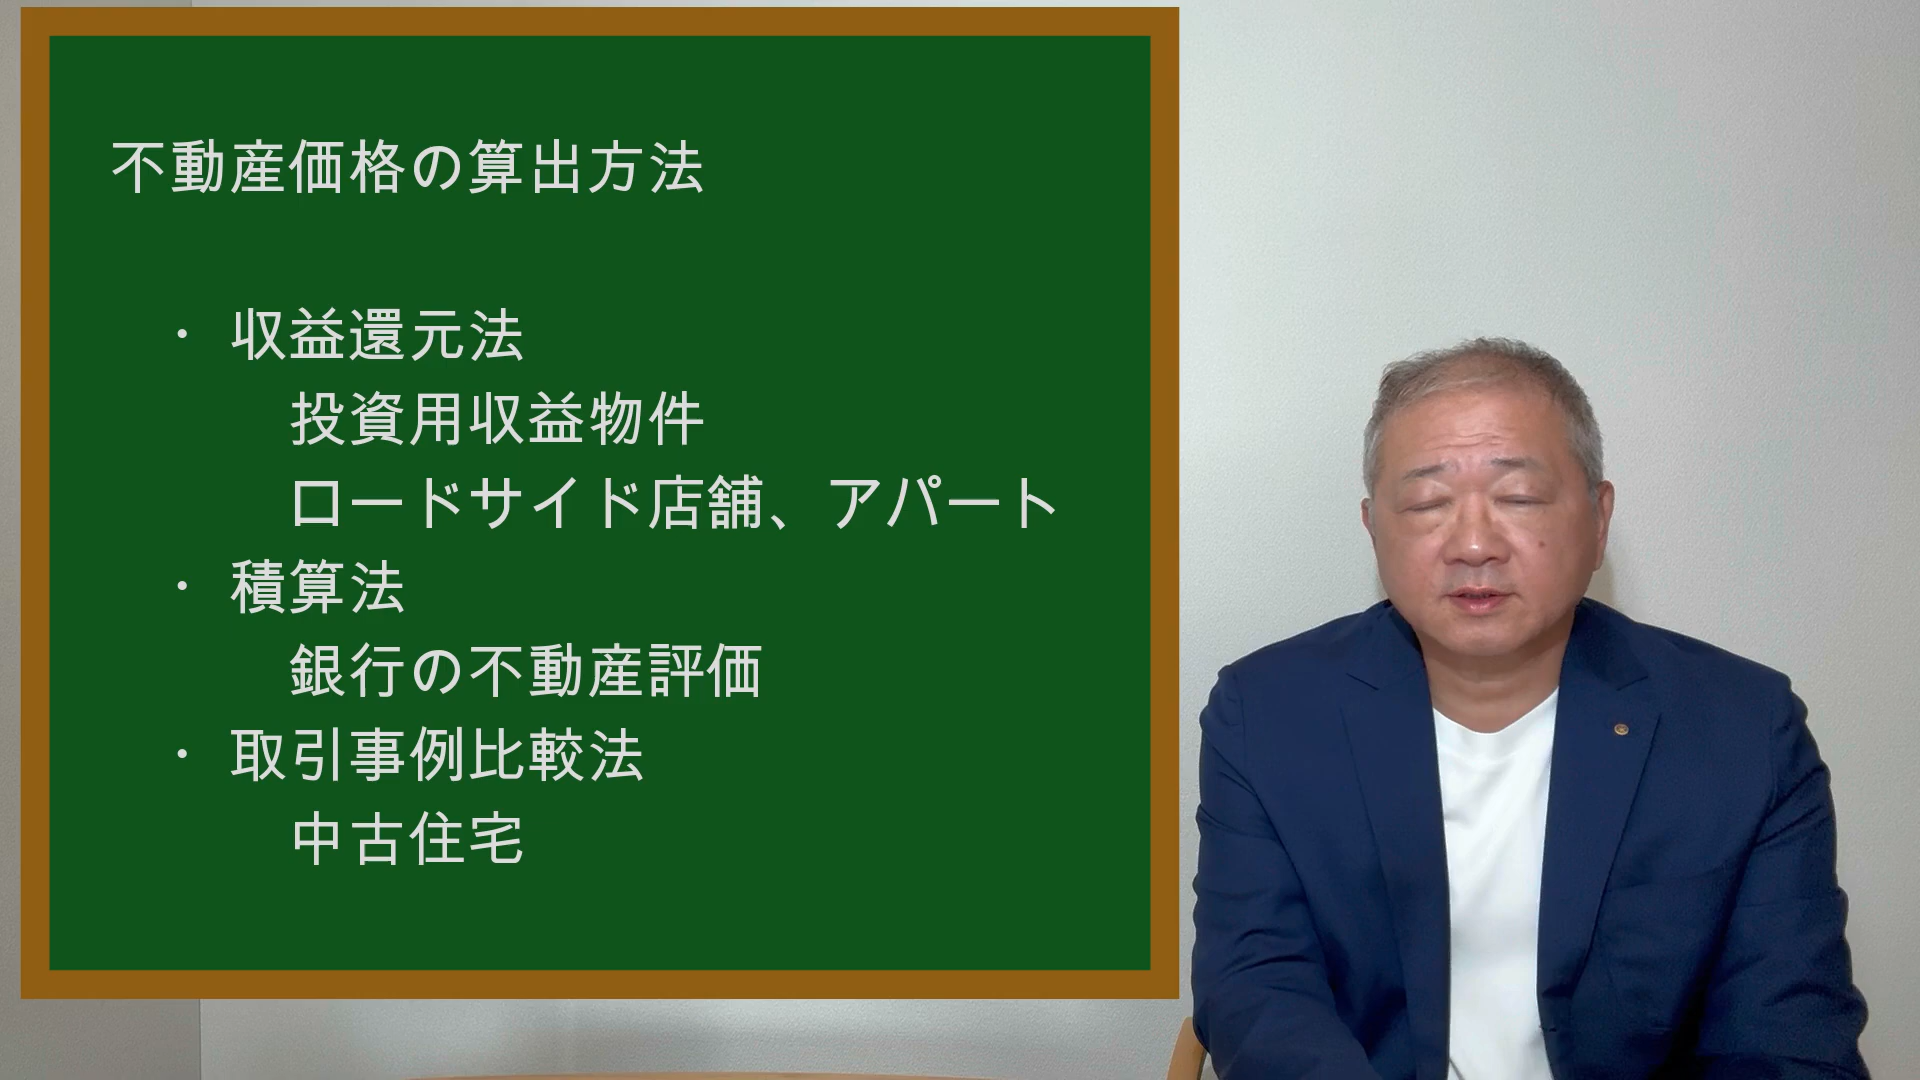 不動産価格の算出方法
・収益還元法
投資用収益物件
ロードサイド店舗、アパート
・積算法
銀行の不動産評価
・取引事例比較法
中古住宅